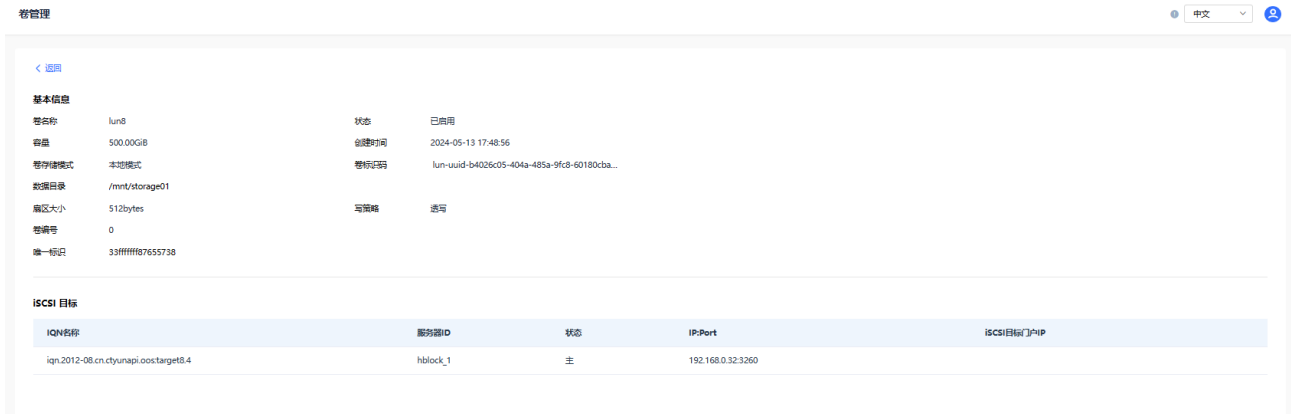 卷管理
中文
返回
基本信息
卷名称 lun8 状态 已启用
容量 500.00GiB 创建时间 2024-05-13 17:48:56
卷存储模式 本地模式 卷标识码 lun-uuid-b4026c05-404a-485a-9fc8-60180cba...
数据目录 /mnt/storage01
扇区大小 512bytes 写策略 透写
卷编号 0
唯一标识 33fffffff87655738
iSCSI 目标
IQN名称 服务器ID 状态 IP:Port iSCSI目标门户IP
iqn.2012-08.cn.ctyunapi.oos:target8.4 hblock_1 主 192.168.0.32:3260